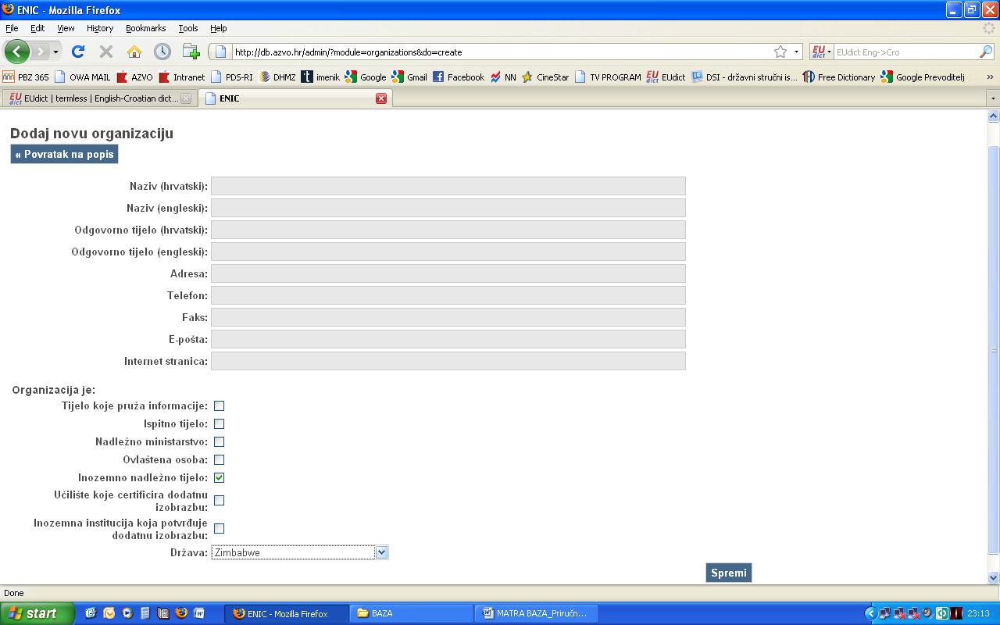 ENIC - Mozilla Firefox
File Edit View History Bookmarks Tools Help
http://db.azvo.hr/admin/?module=organizations&do=create
EU dict EUdict Eng->Cro
PBZ 365 OWA MAIL AZVO Intranet PDS-RI DHMZ imenik Google Gmail Facebook NN CineStar TV PROGRAM EUdict DSI - državni stručni is... Free Dictionary Google Prevoditelj »
EUdict | termless | English-Croatian dict... ENIC
Dodaj novu organizaciju
« Povratak na popis
Naziv (hrvatski):
Naziv (engleski):
Odgovorno tijelo (hrvatski):
Odgovorno tijelo (engleski):
Adresa:
Telefon:
Faks:
E-pošta:
Internet stranica:
Organizacija je:
Tijelo koje pruža informacije:
Ispitno tijelo:
Nadležno ministarstvo:
Ovlaštena osoba:
Inozemno nadležno tijelo:
Učilište koje certificira dodatnu
izobrazbu:
Inozemna institucija koja potvrđuje
dodatnu izobrazbu:
Država: Zimbabwe
Spremi
Done
start ENIC - Mozilla Firefox BAZA MATRA BAZA_Priručn... 23:13